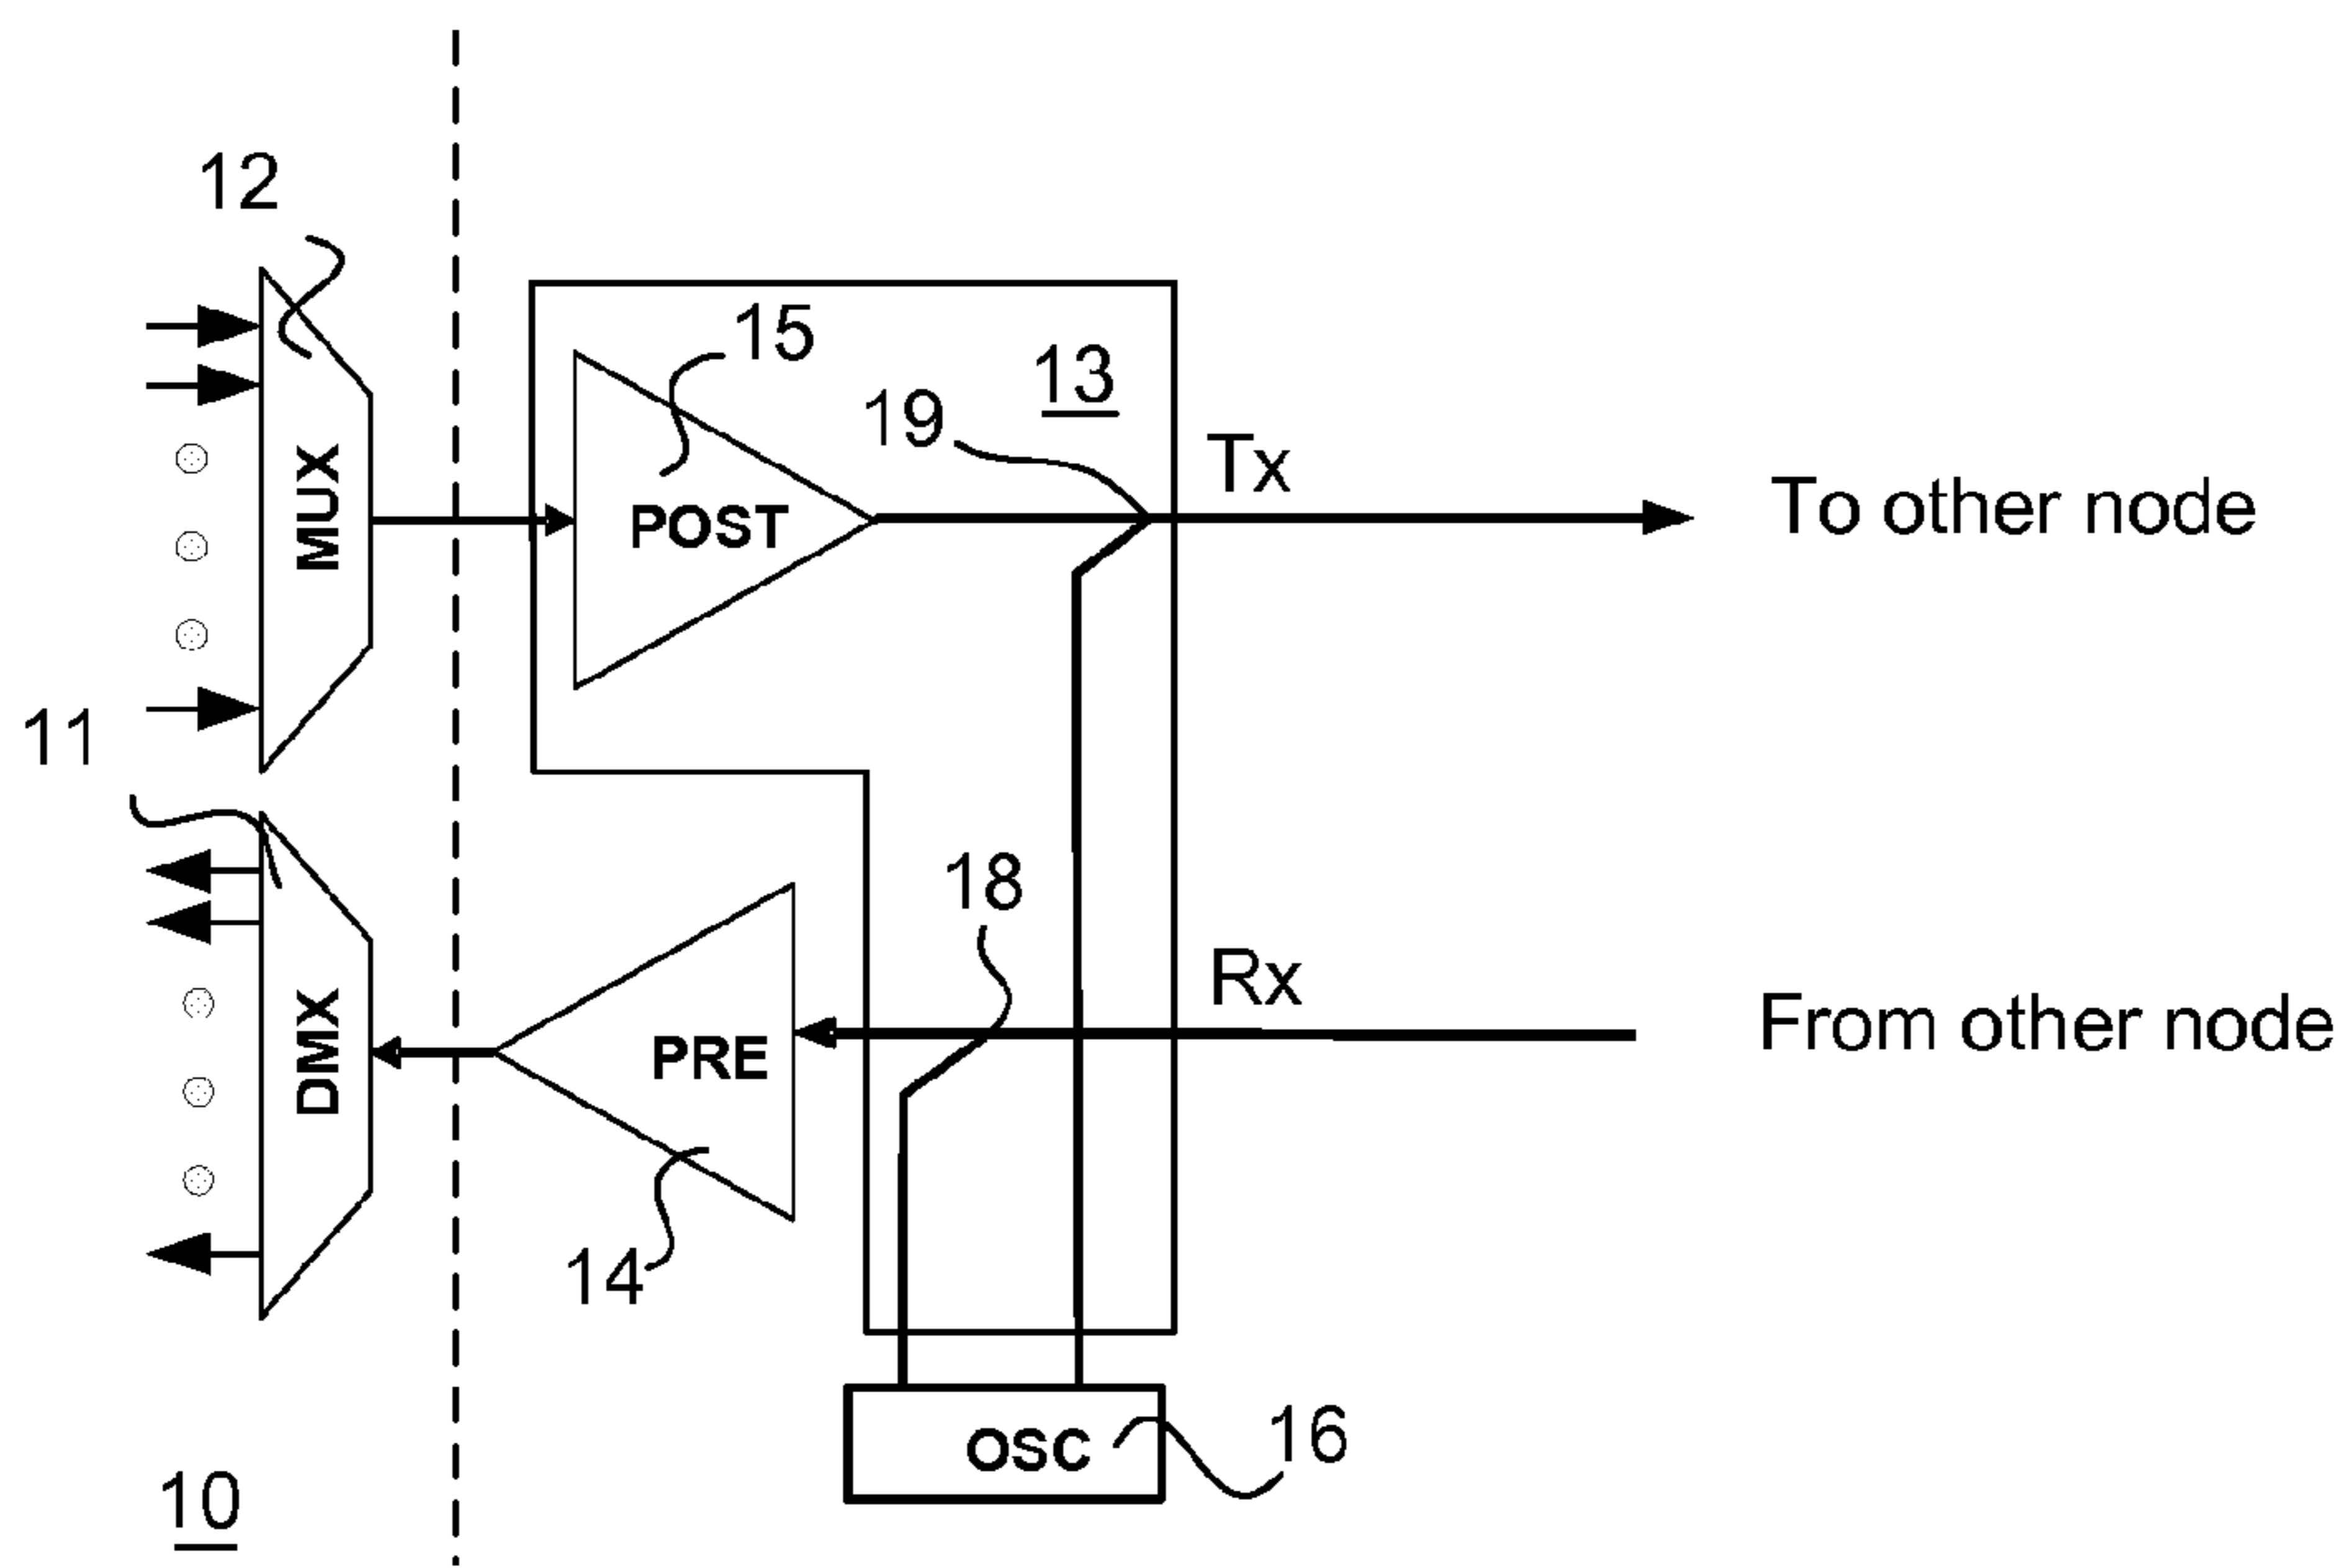 12
15
13
19
Tx
MUX
POST
To other node
11
18
Rx
DMX
PRE
From other node
14
OSC
16
10